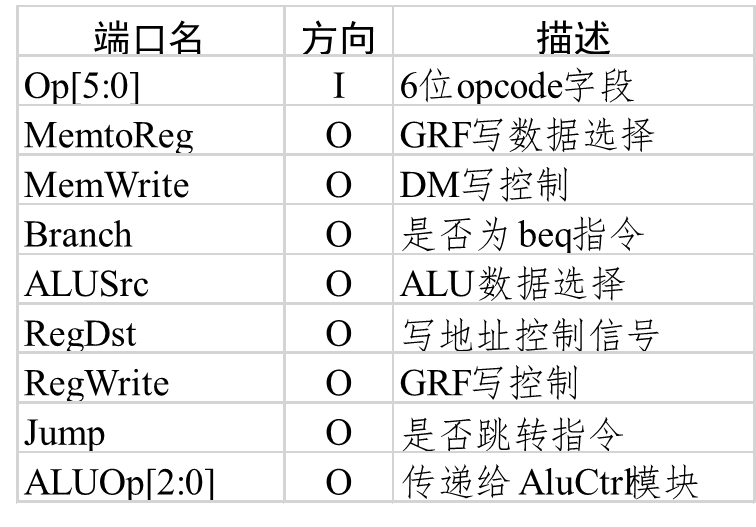 端口名 方向 描述
Op[5:0] I 6位opcode字段
MemtoReg O GRF写数据选择
MemWrite O DM写控制
Branch O 是否为beq指令
ALUSrc O ALU数据选择
RegDst O 写地址控制信号
RegWrite O GRF写控制
Jump O 是否跳转指令
ALUOp[2:0] O 传递给AluCtrl模块